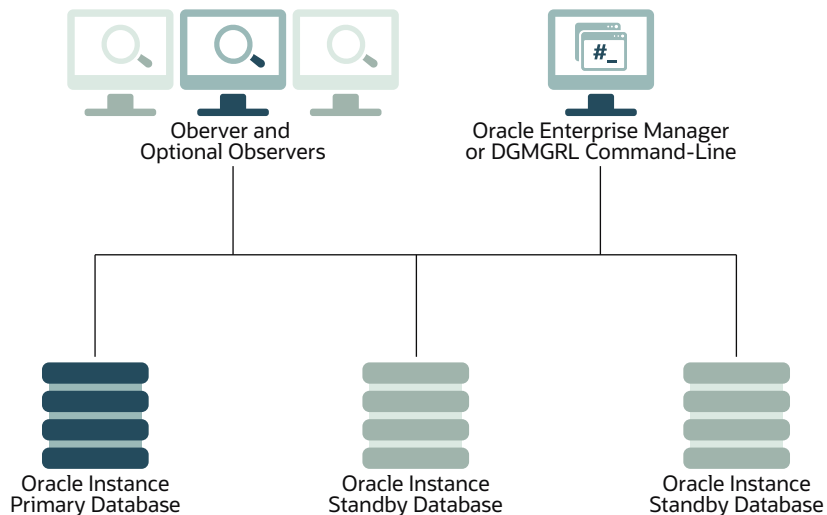 #_
Oberver and
Optional Observers
Oracle Enterprise Manager
or DGMGRL Command-Line
Oracle Instance
Primary Database
Oracle Instance
Standby Database
Oracle Instance
Standby Database